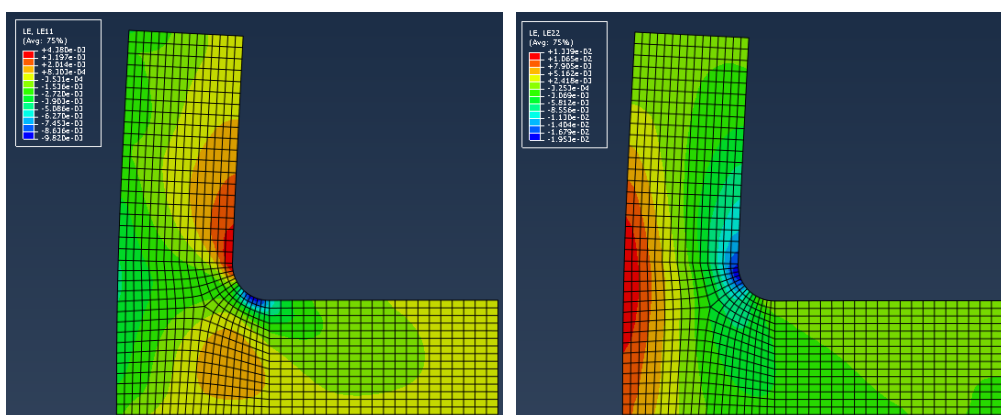 LE, LE11
(Avg: 75%)
+4.380e-03
+3.197e-03
+2.014e-03
+8.303e-04
-3.531e-04
-1.536e-03
-2.720e-03
-3.903e-03
-5.086e-03
-6.270e-03
-7.453e-03
-8.636e-03
-9.820e-03
LE, LE22
(Avg: 75%)
+1.339e-02
+1.065e-02
+7.905e-03
+5.162e-03
+2.418e-03
-3.253e-04
-3.069e-03
-5.812e-03
-8.556e-03
-1.130e-02
-1.404e-02
-1.679e-02
-1.953e-02